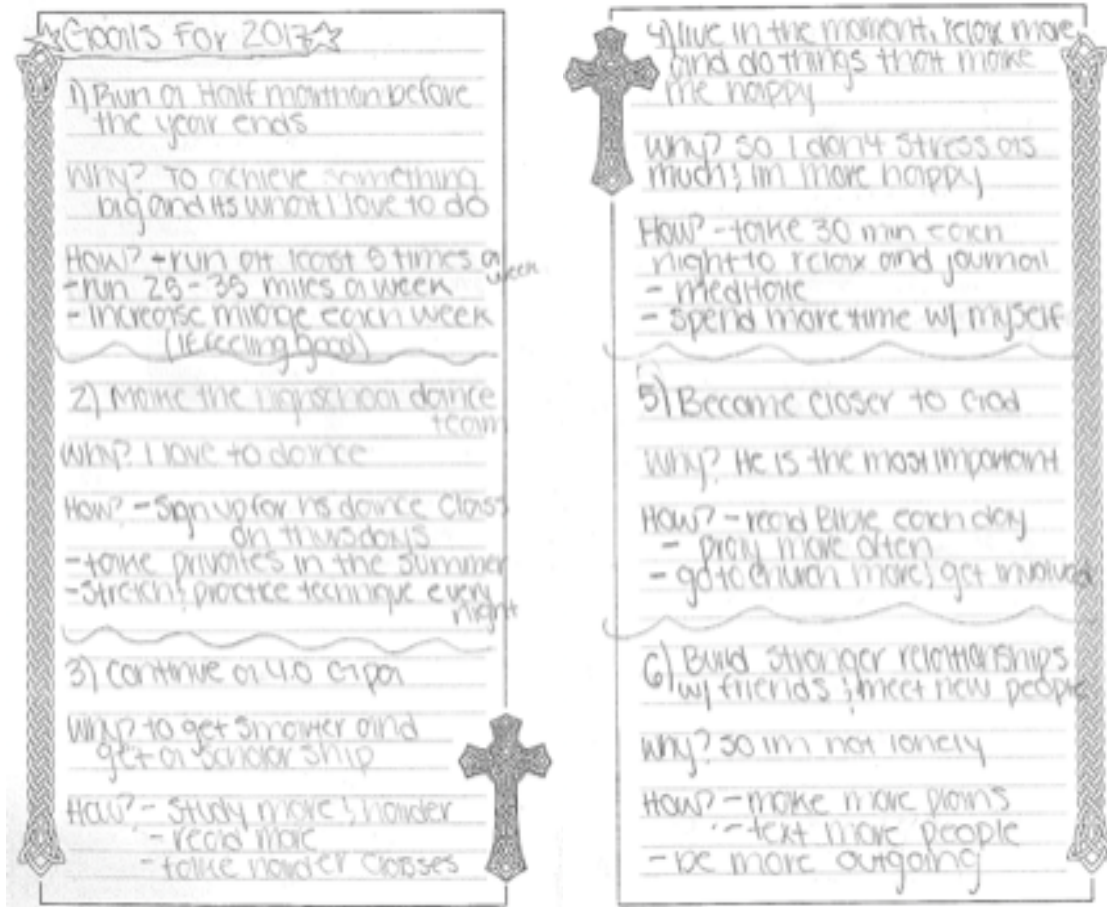 Goals For 2017
1) Run a Half marthan before
the year ends
Why? To achieve something
big and its what I love to do
How? - run at least 5 times a
week
- run 25-35 miles a week
- Increase milage each week
(If feeling good)
2) Make the highschool dance
team
Why? I love to dance
How? - Sign up for hs dance class
on thursdays
- take privates in the summer
- Stretch & practice technique every
night
3) Continue a 4.0 Gpa
Why? to get smarter and
get a scholar ship
How? - Study more & harder
- read more
- take harder classes
4) live in the moment, relax more
and do things that make
me happy
Why? So I don't stress as
much & im more happy
How? - take 30 min each
night to relax and journal
- meditate
- Spend more time w/ myself
5) Become closer to God
Why? He is the most important
How? - read Bible each day
- pray more often
- go to church more & get involved
6) Build stronger relationships
w/ friends & meet new people
Why? So im not lonely
How? - make more plans
- text more people
- be more outgoing